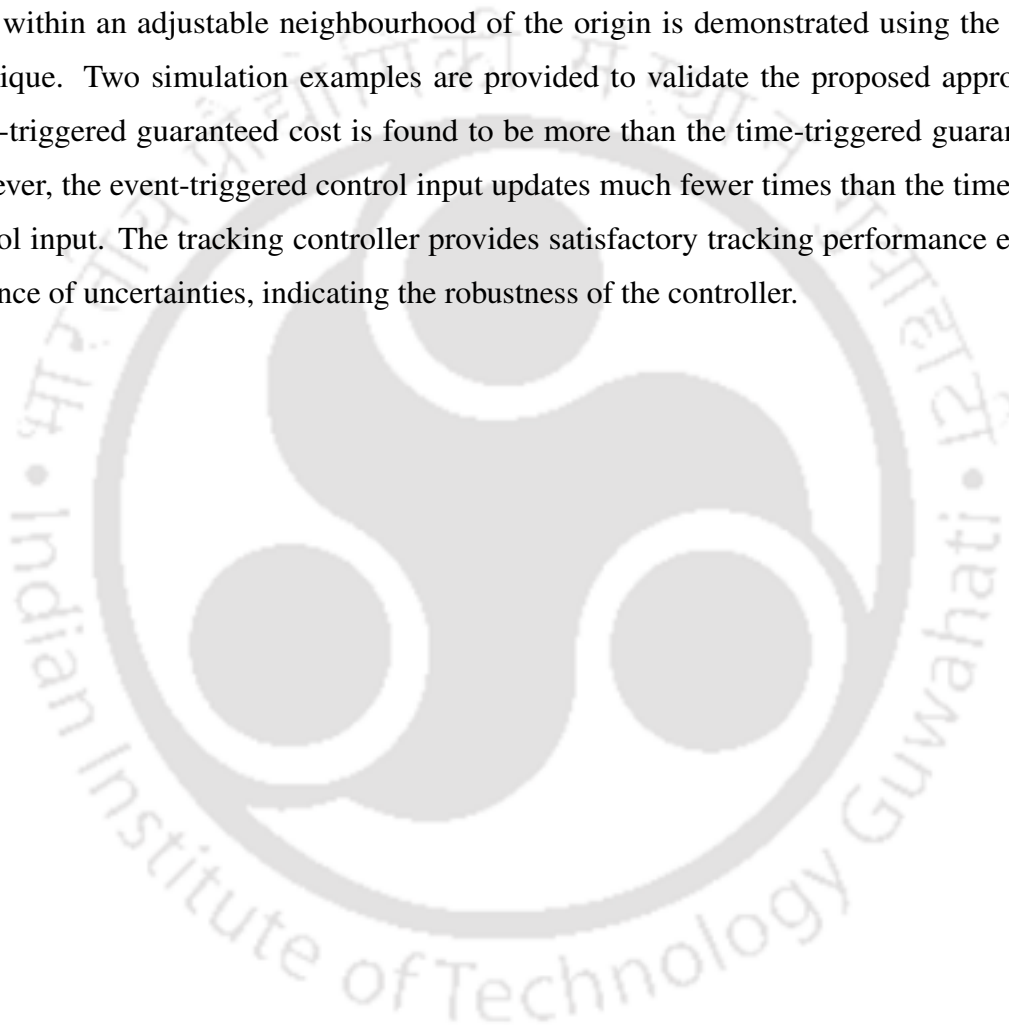 within an adjustable neighbourhood of the origin is demonstrated using the
ique. Two simulation examples are provided to validate the proposed appro
-triggered guaranteed cost is found to be more than the time-triggered guaran
ever, the event-triggered control input updates much fewer times than the time
ol input. The tracking controller provides satisfactory tracking performance e
nce of uncertainties, indicating the robustness of the controller.
Indian Institute of Technology Guwahati